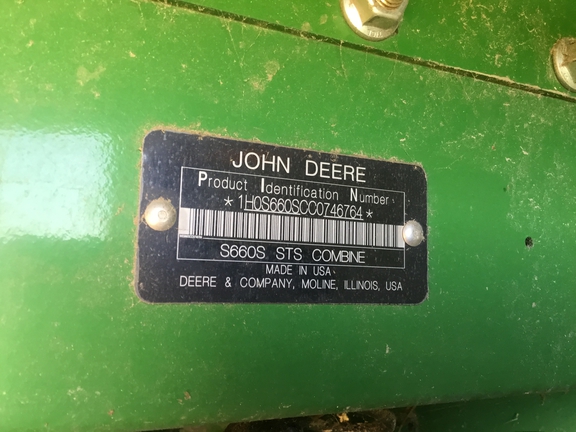 JOHN DEERE
Product Identification Number
*1H0S660SCC0746764*
S660S STS COMBINE
MADE IN USA
DEERE & COMPANY, MOLINE, ILLINOIS, USA